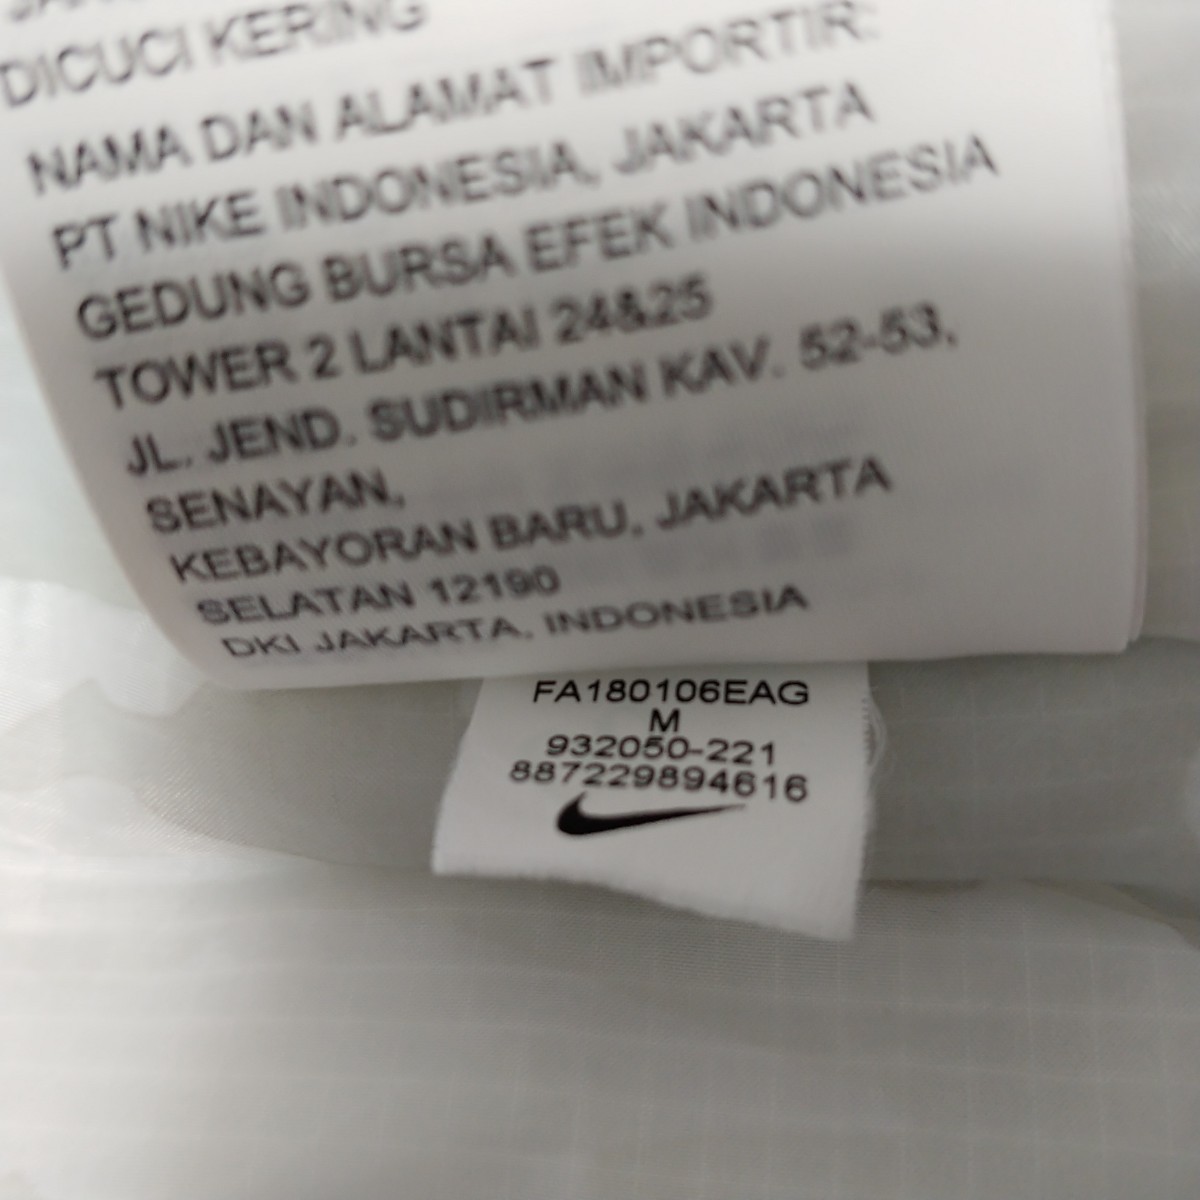 DICUCI KERING
NAMA DAN ALAMAT IMPORTIR:
PT NIKE INDONESIA, JAKARTA
GEDUNG BURSA EFEK INDONESIA
TOWER 2 LANTAI 24&25
JL. JEND. SUDIRMAN KAV. 52-53,
SENAYAN,
KEBAYORAN BARU, JAKARTA
SELATAN 12190
DKI JAKARTA, INDONESIA
FA180106EAG
M
932050-221
887229894616